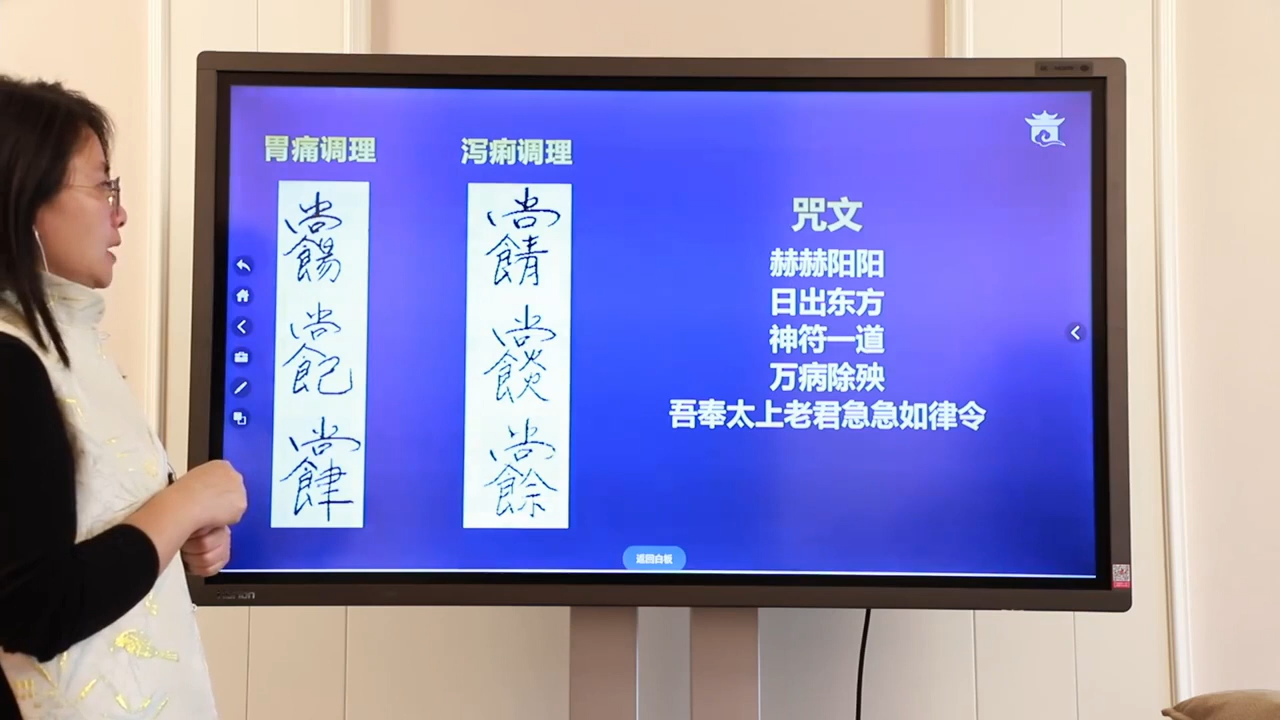 胃痛调理
泻痢调理
咒文
赫赫阳阳
日出东方
神符一道
万病除殃
吾奉太上老君急急如律令
返回白板